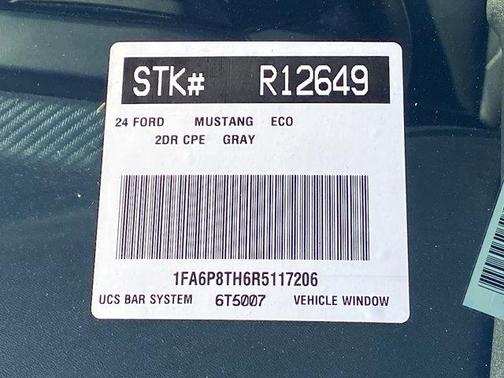 STK# R12649
24 FORD MUSTANG ECO
2DR CPE GRAY
1FA6P8TH6R5117206
UCS BAR SYSTEM 6T5007 VEHICLE WINDOW